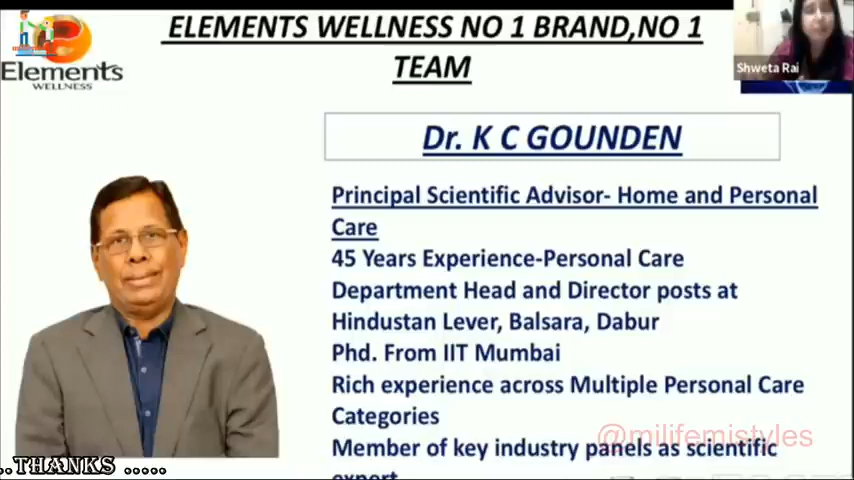 ELEMENTS WELLNESS NO 1 BRAND,NO 1
TEAM
Elements
WELLNESS
Shweta Rai
Dr. K C GOUNDEN
Principal Scientific Advisor- Home and Personal
Care
45 Years Experience-Personal Care
Department Head and Director posts at
Hindustan Lever, Balsara, Dabur
Phd. From IIT Mumbai
Rich experience across Multiple Personal Care
Categories
@milifemistyles
Member of key industry panels as scientific
expert
..THANKS .....